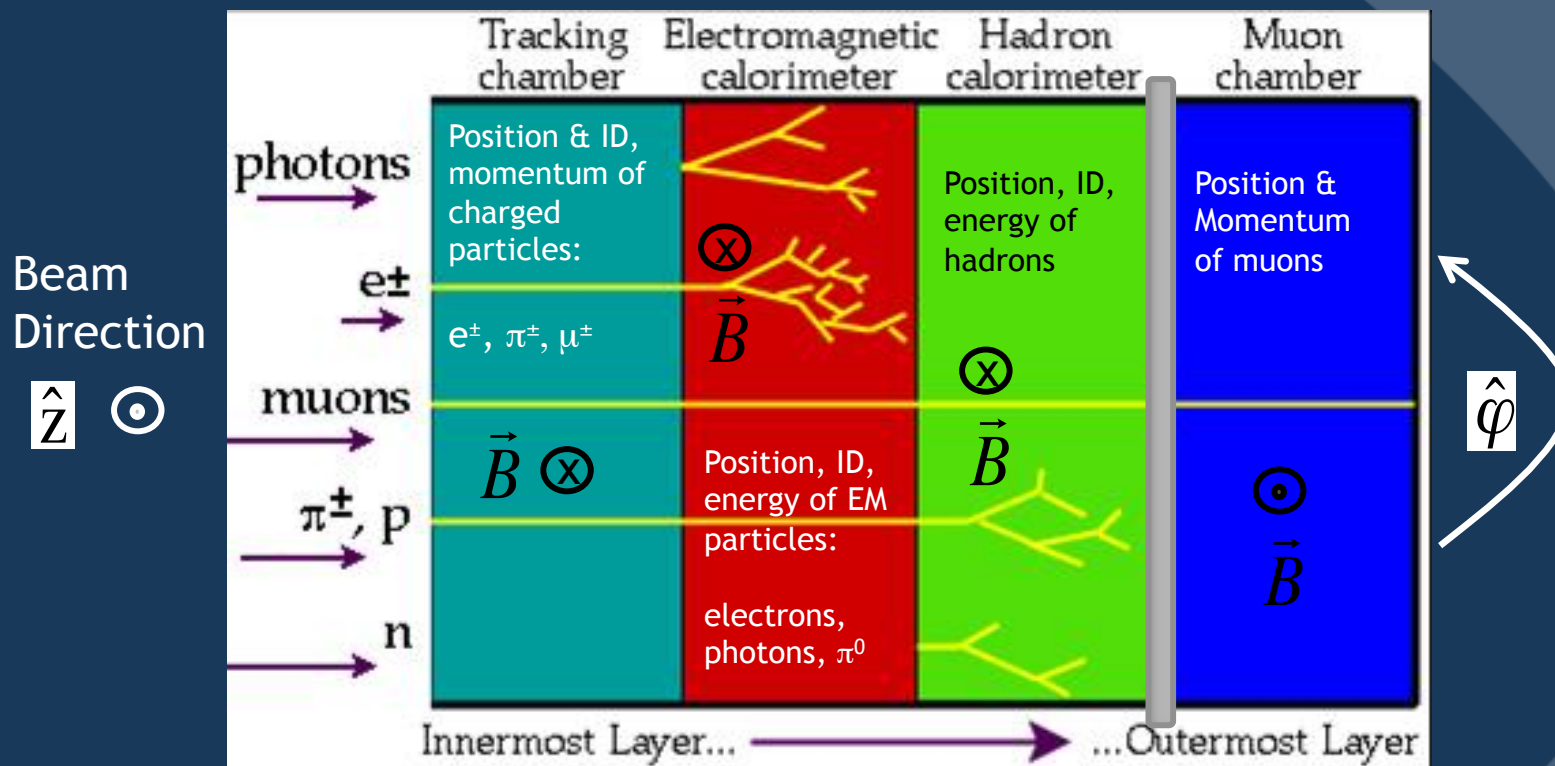 Tracking
chamber
Electromagnetic
calorimeter
Hadron
calorimeter
Muon
chamber
Beam
Direction
ẑ
photons
e±
muons
π±, p
n
Position & ID,
momentum of
charged
particles:
e±, π±, μ±
B⃗ x
x
B⃗
Position, ID,
energy of EM
particles:
electrons,
photons, π⁰
Position, ID,
energy of
hadrons
x
B⃗
Position &
Momentum
of muons
B⃗
φ̂
Innermost Layer...
...Outermost Layer